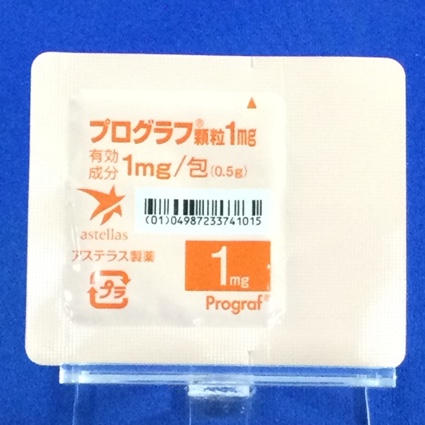 プログラフ®顆粒1mg
有効成分 1mg/包(0.5g)
(01)04987233741015
astellas
アステラス製薬
1mg
プラ
Prograf®